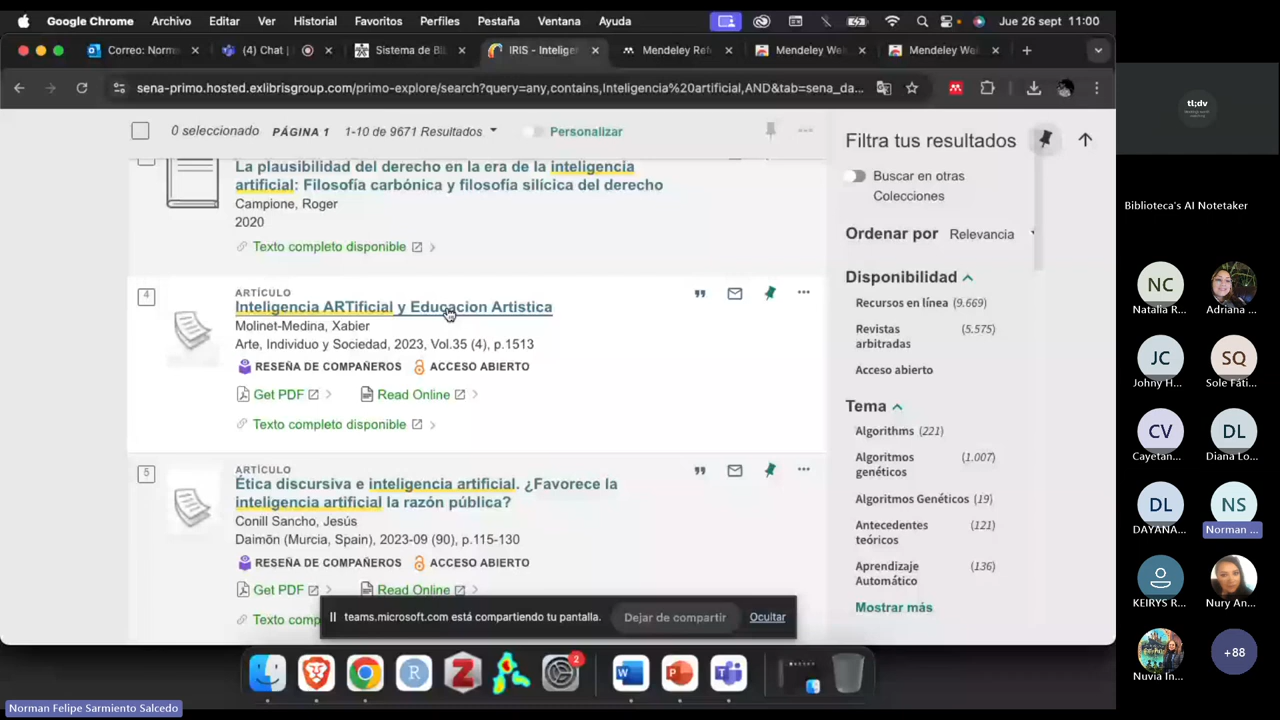 Google Chrome Archivo Editar Ver Historial Favoritos Perfiles Pestaña Ventana Ayuda Jue 26 sept 11:00
Correo: Norm
(4) Chat |
Sistema de Bi
IRIS - Intelige
Mendeley Ref
Mendeley We
Mendeley We
sena-primo.hosted.exlibrisgroup.com/primo-explore/search?query=any,contains,Inteligencia%20artificial,AND&tab=sena_da...
0 seleccionado PÁGINA 1 1-10 de 9671 Resultados Personalizar
La plausibilidad del derecho en la era de la inteligencia
artificial: Filosofía carbónica y filosofía silícica del derecho
Campione, Roger
2020
Texto completo disponible
4
ARTÍCULO
Inteligencia ARTificial y Educacion Artistica
Molinet-Medina, Xabier
Arte, Individuo y Sociedad, 2023, Vol.35 (4), p.1513
RESEÑA DE COMPAÑEROS ACCESO ABIERTO
Get PDF Read Online
Texto completo disponible
5
ARTÍCULO
Ética discursiva e inteligencia artificial. ¿Favorece la
inteligencia artificial la razón pública?
Conill Sancho, Jesús
Daimōn (Murcia, Spain), 2023-09 (90), p.115-130
RESEÑA DE COMPAÑEROS ACCESO ABIERTO
Get PDF Read Online
Texto comp
Filtra tus resultados
Buscar en otras
Colecciones
Ordenar por Relevancia
Disponibilidad
Recursos en línea (9.669)
Revistas (5.575)
arbitradas
Acceso abierto
Tema
Algorithms (221)
Algoritmos (1.007)
genéticos
Algoritmos Genéticos (19)
Antecedentes (121)
teóricos
Aprendizaje (136)
Automático
Mostrar más
teams.microsoft.com está compartiendo tu pantalla. Dejar de compartir Ocultar
R
Z
2
W
P
T
tl;dv
Biblioteca's AI Notetaker
NC
Natalia R...
Adriana ...
JC
Johny H...
SQ
Sole Fáti...
CV
Cayetan...
DL
Diana Lo...
DL
DAYANA...
NS
Norman ...
KEIRYS R...
Nury An...
Nuvia In...
+88
Norman Felipe Sarmiento Salcedo